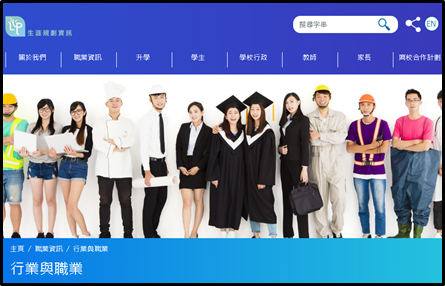 LP
生涯規劃資訊
搜尋字串
EN
關於我們 職業資訊 升學 學生 學校行政 教師 家長 商校合作計劃
主頁 / 職業資訊 / 行業與職業
行業與職業